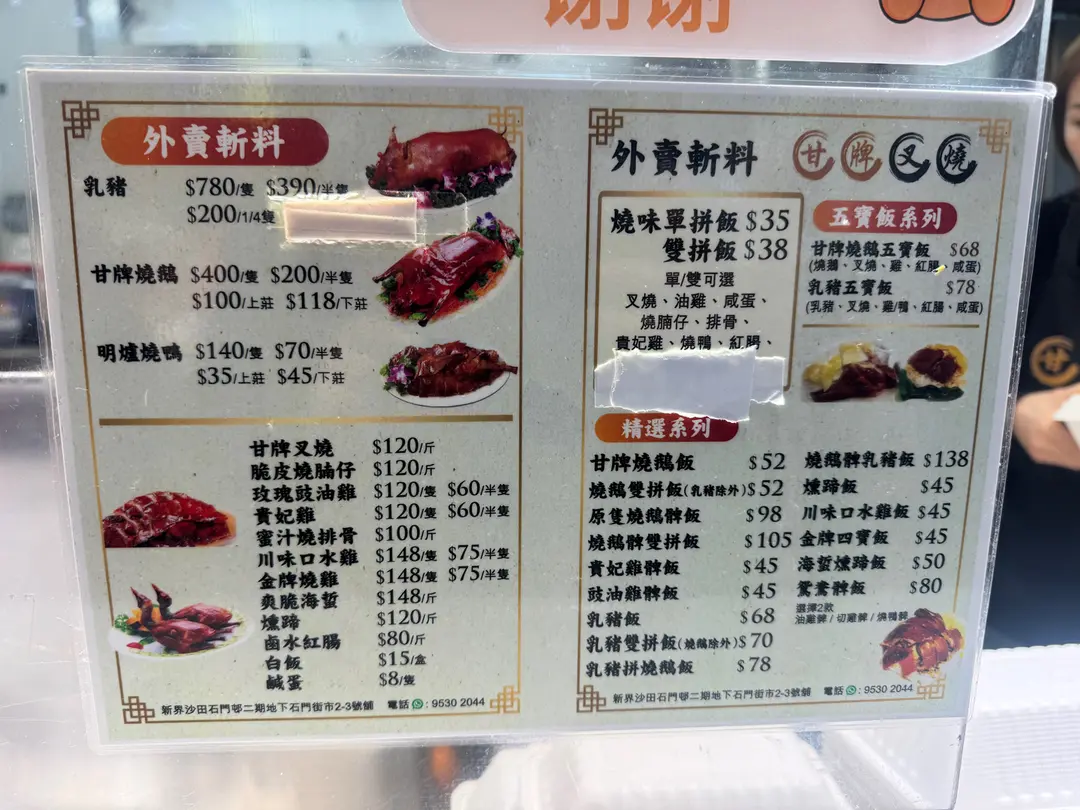 謝謝
外賣斬料
乳豬 $780/隻 $390/半隻
$200/1/4隻
甘牌燒鵝 $400/隻 $200/半隻
$100/上莊 $118/下莊
明爐燒鴨 $140/隻 $70/半隻
$35/上莊 $45/下莊
甘牌叉燒 $120/斤
脆皮燒腩仔 $120/斤
玫瑰豉油雞 $120/隻 $60/半隻
貴妃雞 $120/隻 $60/半隻
蜜汁燒排骨 $100/斤
川味口水雞 $148/隻 $75/半隻
金牌燒雞 $148/隻 $75/半隻
爽脆海蜇 $148/斤
燻蹄 $120/斤
鹵水紅腸 $80/斤
白飯 $15/盒
鹹蛋 $8/隻
新界沙田石門邨二期地下石門街市2-3號舖 電話：9530 2044
外賣斬料 甘牌叉燒
燒味單拼飯 $35
雙拼飯 $38
單/雙可選
叉燒、油雞、咸蛋、
燒腩仔、排骨、
貴妃雞、燒鴨、紅腸、
五寶飯系列
甘牌燒鵝五寶飯 $68
(燒鵝、叉燒、雞、紅腸、咸蛋)
乳豬五寶飯 $78
(乳豬、叉燒、雞/鴨、紅腸、咸蛋)
精選系列
甘牌燒鵝飯 $52
燒鵝雙拼飯(乳豬除外) $52
原隻燒鵝髀飯 $98
燒鵝髀雙拼飯 $105
貴妃雞髀飯 $45
豉油雞髀飯 $45
乳豬飯 $68
乳豬雙拼飯(燒鵝除外) $70
乳豬拼燒鵝飯 $78
燒鵝髀乳豬飯 $138
燻蹄飯 $45
川味口水雞飯 $45
金牌四寶飯 $45
海蜇燻蹄飯 $50
鴛鴦髀飯 $80
選擇2款
油雞髀/切雞髀/燒鴨髀
新界沙田石門邨二期地下石門街市2-3號舖 電話：9530 2044
甘